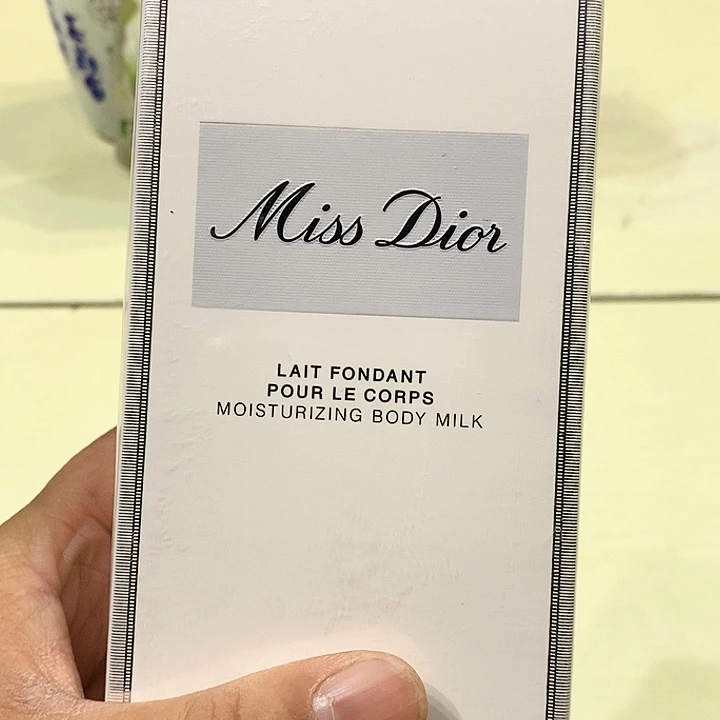 Miss Dior
LAIT FONDANT
POUR LE CORPS
MOISTURIZING BODY MILK